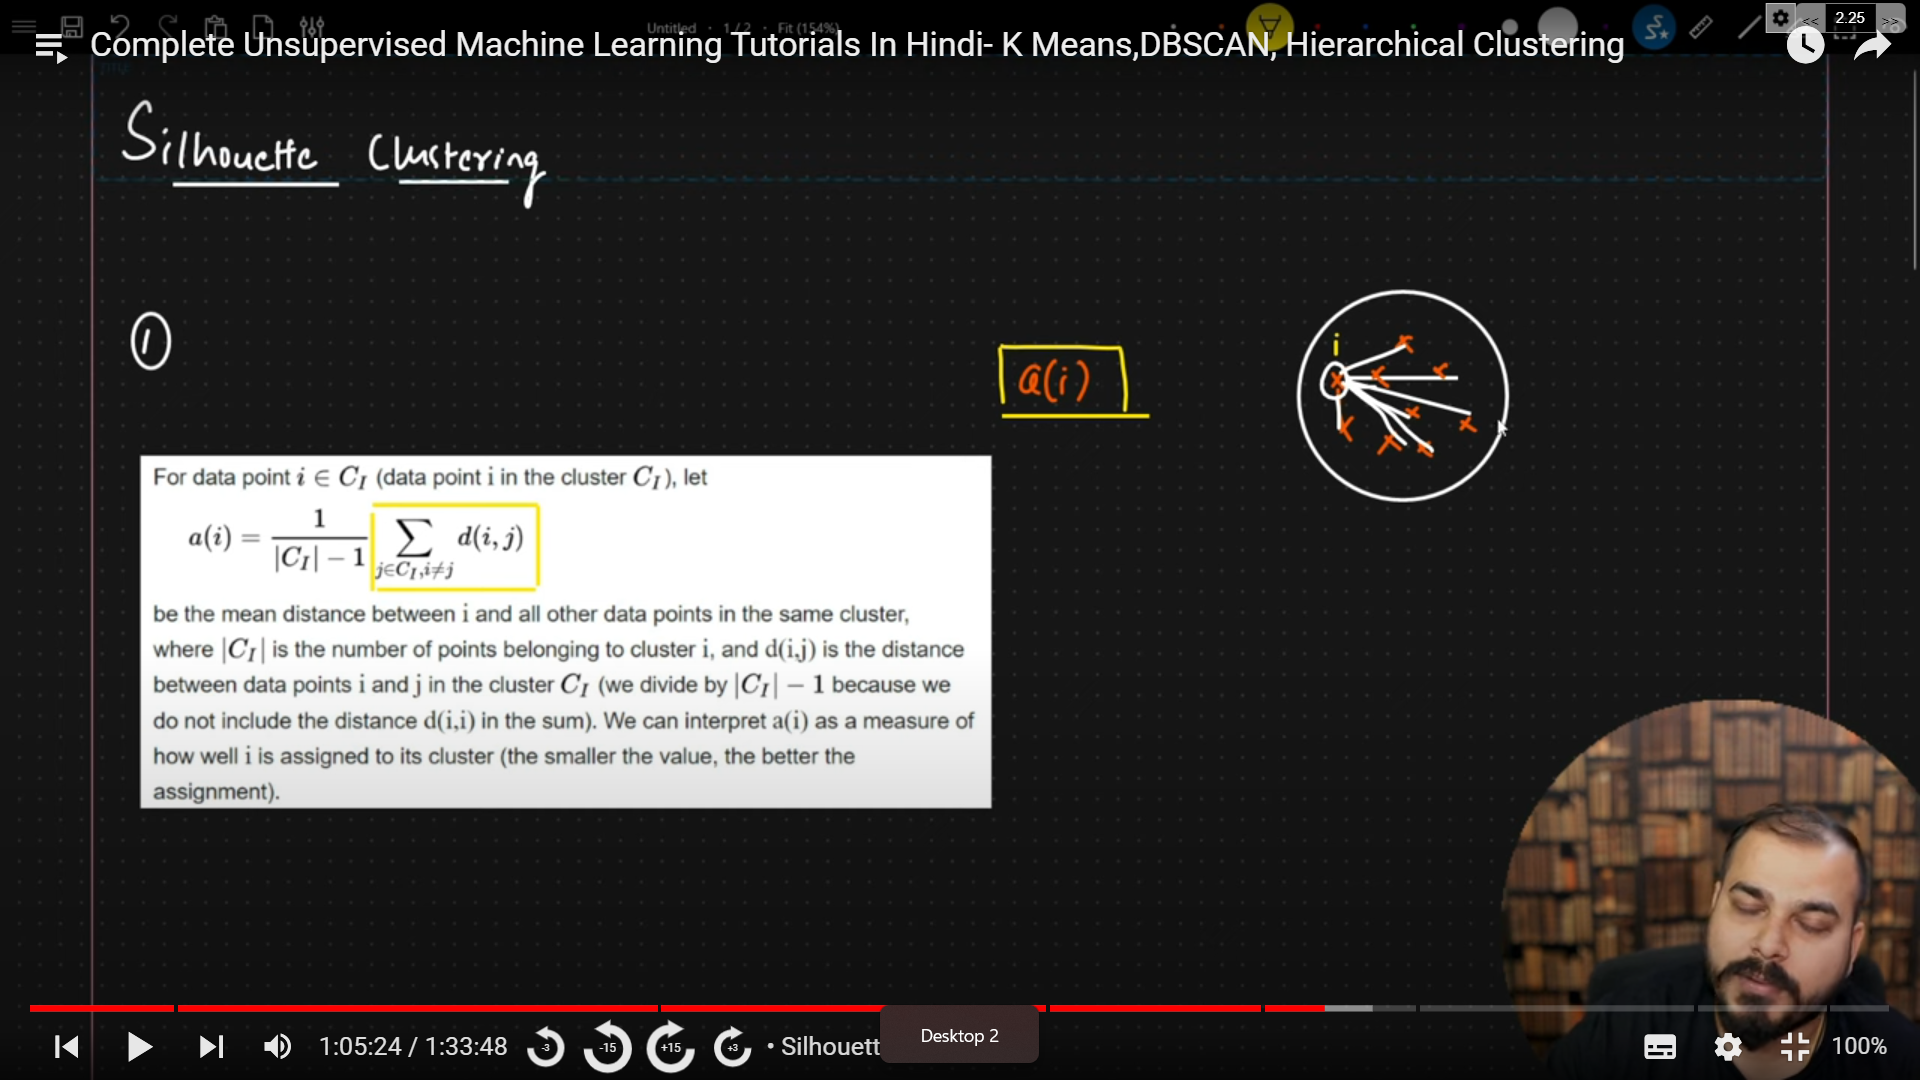 Untitled · 1 / 2 · Fit (154%)
<< 2.25 >>
Complete Unsupervised Machine Learning Tutorials In Hindi- K Means,DBSCAN, Hierarchical Clustering
Silhouette Clustering
1
a(i)
i
For data point i ∈ C_I (data point i in the cluster C_I), let
a(i) = 1 / (|C_I| − 1) ∑_{j∈C_I, i≠j} d(i, j)
be the mean distance between i and all other data points in the same cluster,
where |C_I| is the number of points belonging to cluster i, and d(i,j) is the distance
between data points i and j in the cluster C_I (we divide by |C_I| − 1 because we
do not include the distance d(i,i) in the sum). We can interpret a(i) as a measure of
how well i is assigned to its cluster (the smaller the value, the better the
assignment).
1:05:24 / 1:33:48
-3
-15
+15
+3
• Silhouett
Desktop 2
100%